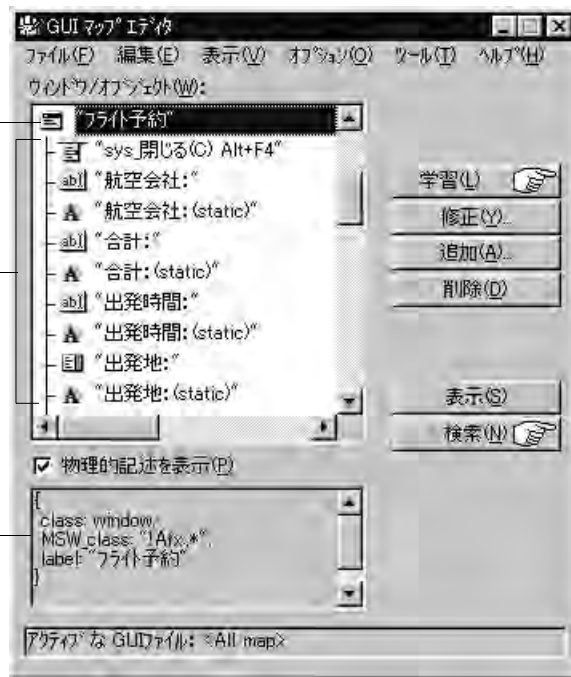 GUI マップ エディタ
ファイル(F) 編集(E) 表示(V) オプション(O) ツール(T) ヘルプ(H)
ウィンドウ/オブジェクト(W):
"フライト予約"
"sys_閉じる(C) Alt+F4"
"航空会社:"
"航空会社: (static)"
"合計:"
"合計: (static)"
"出発時間:"
"出発時間: (static)"
"出発地:"
"出発地: (static)"
学習(L)
修正(Y)...
追加(A)...
削除(D)
表示(S)
検索(N)
物理的記述を表示(P)
{
class: window,
MSW_class: "!Afx.*",
label: "フライト予約"
}
アクティブ な GUIファイル: <All map>